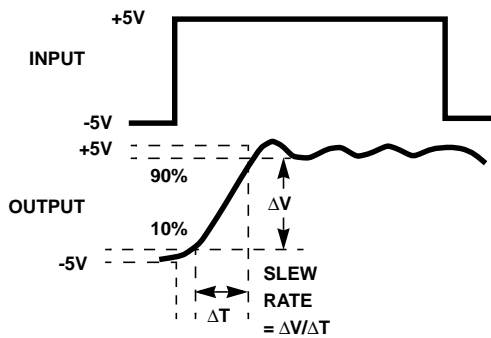 +5V
INPUT
-5V
+5V
90%
ΔV
OUTPUT
10%
-5V
SLEW
RATE
= ΔV/ΔT
ΔT